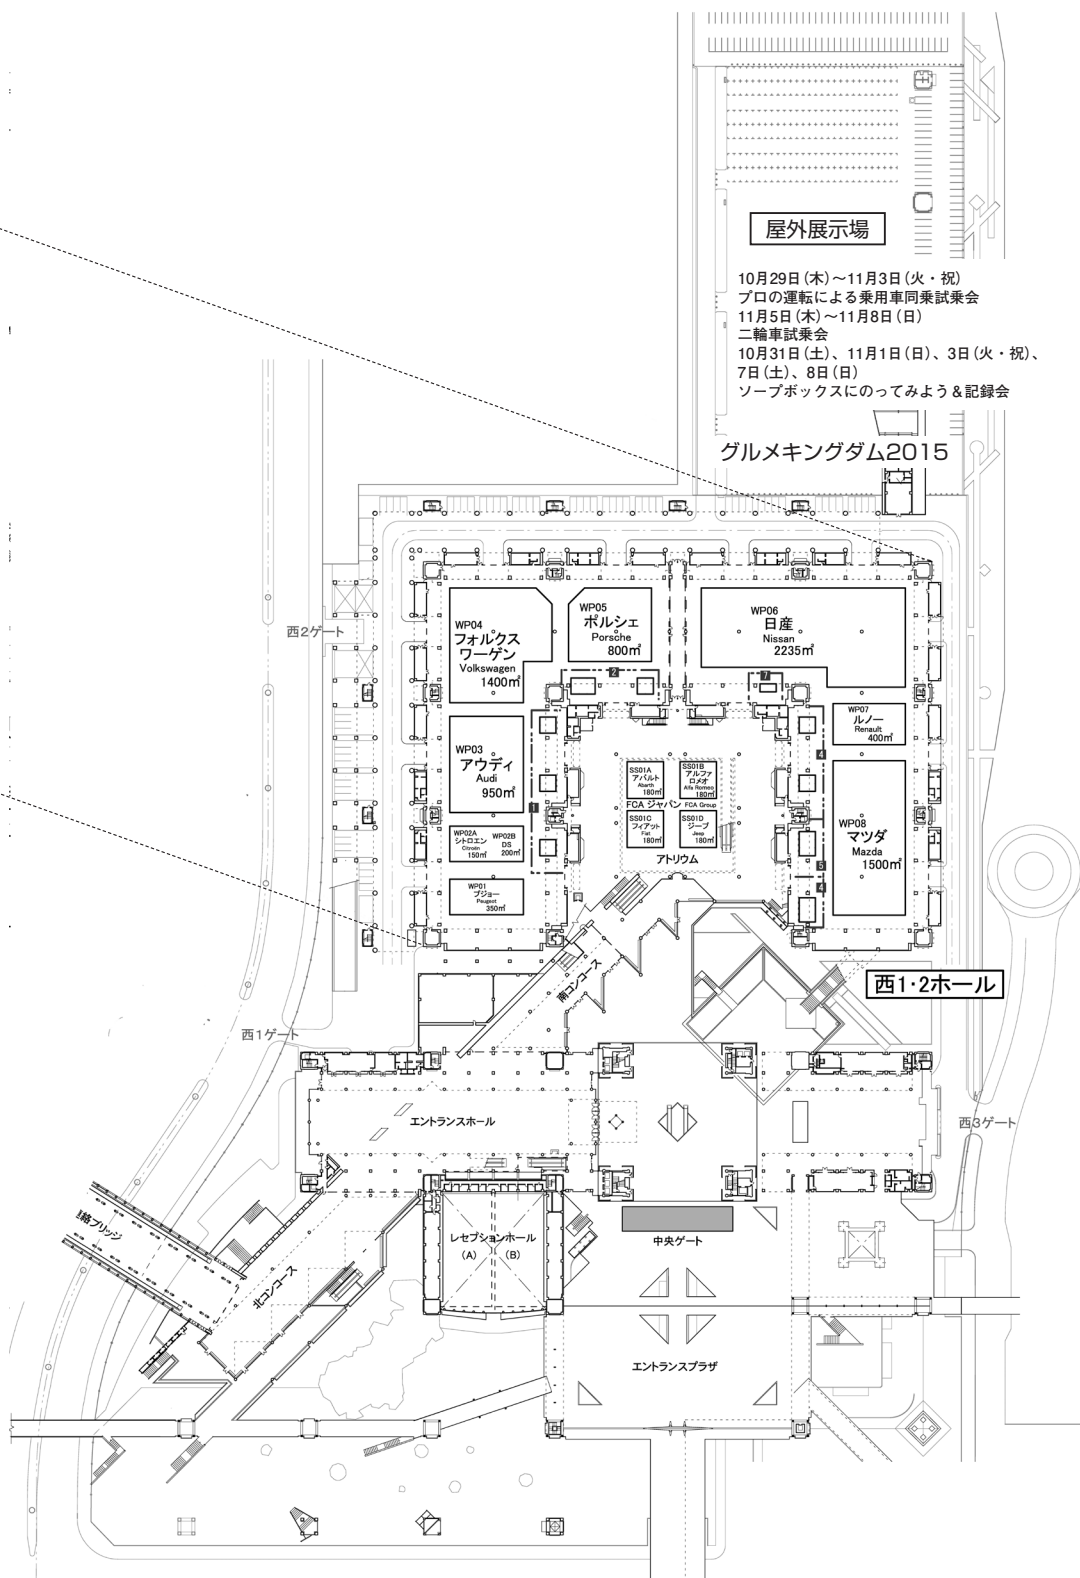 屋外展示場
10月29日（木）～11月3日（火・祝）
プロの運転による乗用車同乗試乗会
11月5日（木）～11月8日（日）
二輪車試乗会
10月31日（土）、11月1日（日）、3日（火・祝）、
7日（土）、8日（日）
ソープボックスにのってみよう＆記録会
グルメキングダム2015
西2ゲート
WP04
フォルクス
ワーゲン
Volkswagen
1400㎡
WP05
ポルシェ
Porsche
800㎡
WP06
日産
Nissan
2235㎡
2
7
WP07
ルノー
Renault
400㎡
WP03
アウディ
Audi
950㎡
1
4
SS01A
アバルト
Abarth
180㎡
SS01B
アルファ
ロメオ
Alfa Romeo
180㎡
FCA ジャパン FCA Group
SS01C
フィアット
Fiat
180㎡
SS01D
ジープ
Jeep
180㎡
アトリウム
WP02A
シトロエン
Citroën
150㎡
WP02B
DS
200㎡
WP08
マツダ
Mazda
1500㎡
5
4
WP01
プジョー
Peugeot
350㎡
南コンコース
西1・2ホール
西1ゲート
エントランスホール
西3ゲート
絡ブリッジ
北コンコース
レセプションホール
（A） （B）
中央ゲート
エントランスプラザ